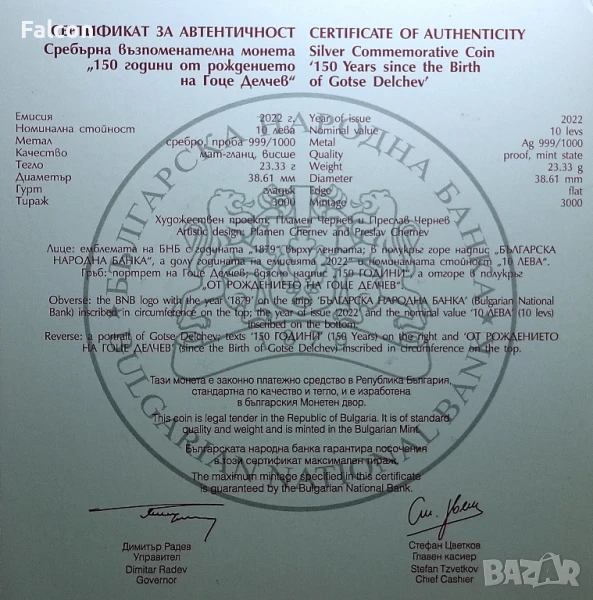 Falcon
СЕРТИФИКАТ ЗА АВТЕНТИЧНОСТ
Сребърна възпоменателна монета
„150 години от рождението
на Гоце Делчев“
CERTIFICATE OF AUTHENTICITY
Silver Commemorative Coin
‘150 Years since the Birth
of Gotse Delchev’
Емисия 2022 г. Year of issue 2022
Номинална стойност 10 лева Nominal value 10 levs
Метал сребро, проба 999/1000 Metal Ag 999/1000
Качество мат-гланц, висше Quality proof, mint state
Тегло 23.33 г Weight 23.33 g
Диаметър 38.61 мм Diameter 38.61 mm
Гурт гладък Edge flat
Тираж 3000 Mintage 3000
Художествен проект: Пламен Чернев и Преслав Чернев
Artistic design: Plamen Chernev and Preslav Chernev
Лице: емблемата на БНБ с годината „1879“ върху лентата; в полукръг горе надпис „БЪЛГАРСКА
НАРОДНА БАНКА“, а долу годината на емисията „2022“ и номиналната стойност „10 ЛЕВА“.
Гръб: портрет на Гоце Делчев; вдясно надпис „150 ГОДИНИ“, а отгоре в полукръг
„ОТ РОЖДЕНИЕТО НА ГОЦЕ ДЕЛЧЕВ“.
Obverse: the BNB logo with the year '1879' on the strip; 'БЪЛГАРСКА НАРОДНА БАНКА' (Bulgarian National
Bank) inscribed in circumference on the top; the year of issue '2022' and the nominal value '10 ЛЕВА' (10 levs)
inscribed on the bottom.
Reverse: a portrait of Gotse Delchev; texts '150 ГОДИНИ' (150 Years) on the right and 'ОТ РОЖДЕНИЕТО
НА ГОЦЕ ДЕЛЧЕВ' (since the Birth of Gotse Delchev) inscribed in circumference on the top.
Тази монета е законно платежно средство в Република България,
стандартна по качество и тегло, и е изработена
в българския Монетен двор.
This coin is legal tender in the Republic of Bulgaria. It is of standard
quality and weight and is minted in the Bulgarian Mint.
Българската народна банка гарантира посочения
в този сертификат максимален тираж.
The maximum mintage specified in this certificate
is guaranteed by the Bulgarian National Bank.
БЪЛГАРСКА НАРОДНА БАНКА
BULGARIAN NATIONAL BANK
Димитър Радев
Управител
Dimitar Radev
Governor
Стефан Цветков
Главен касиер
Stefan Tzvetkov
Chief Cashier
БАZАР